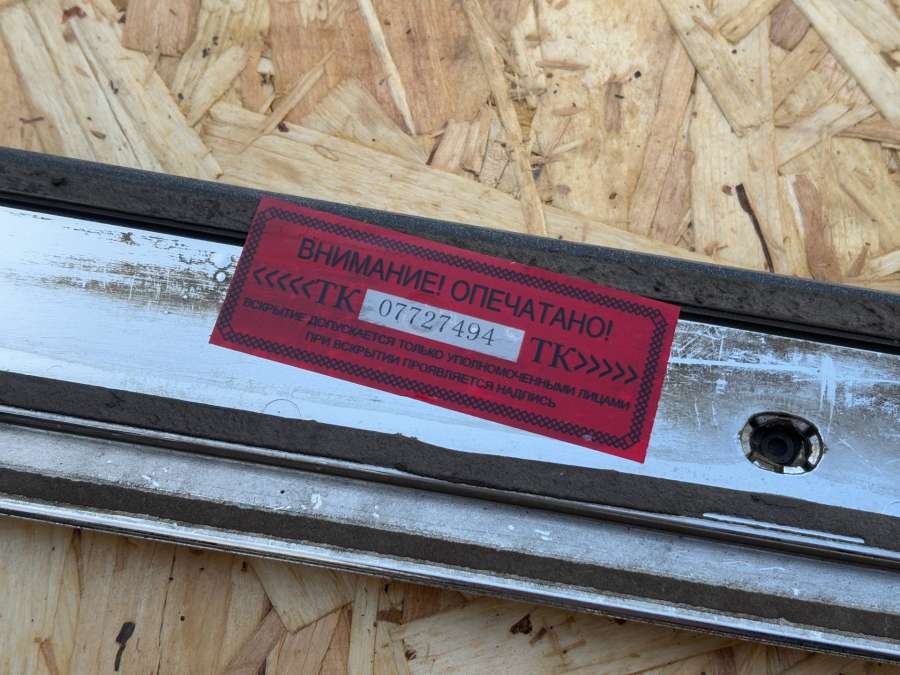 ВНИМАНИЕ! ОПЕЧАТАНО!
<<<<<ТК 07727494 ТК>>>>>
ВСКРЫТИЕ ДОПУСКАЕТСЯ ТОЛЬКО УПОЛНОМОЧЕННЫМИ ЛИЦАМИ
ПРИ ВСКРЫТИИ ПРОЯВЛЯЕТСЯ НАДПИСЬ